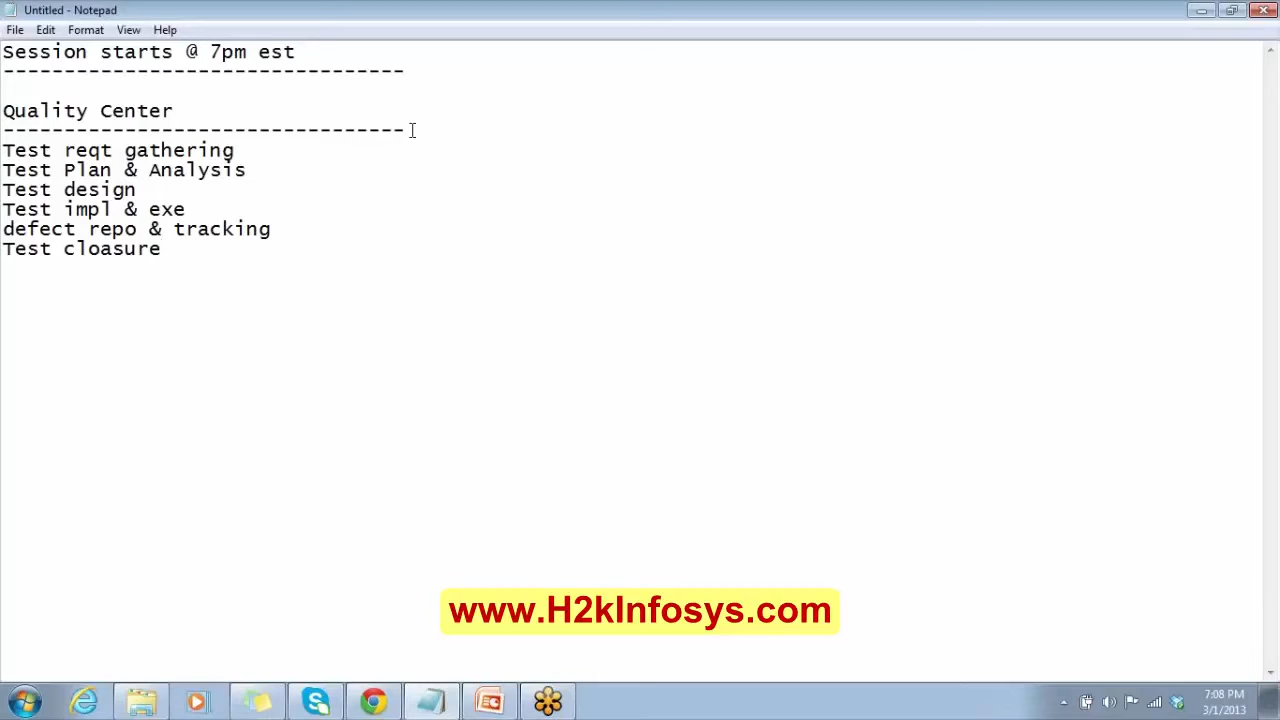 Untitled - Notepad
File Edit Format View Help
Session starts @ 7pm est
---------------------------------
Quality Center
---------------------------------
Test reqt gathering
Test Plan & Analysis
Test design
Test impl & exe
defect repo & tracking
Test cloasure
www.H2kInfosys.com
7:08 PM
3/1/2013